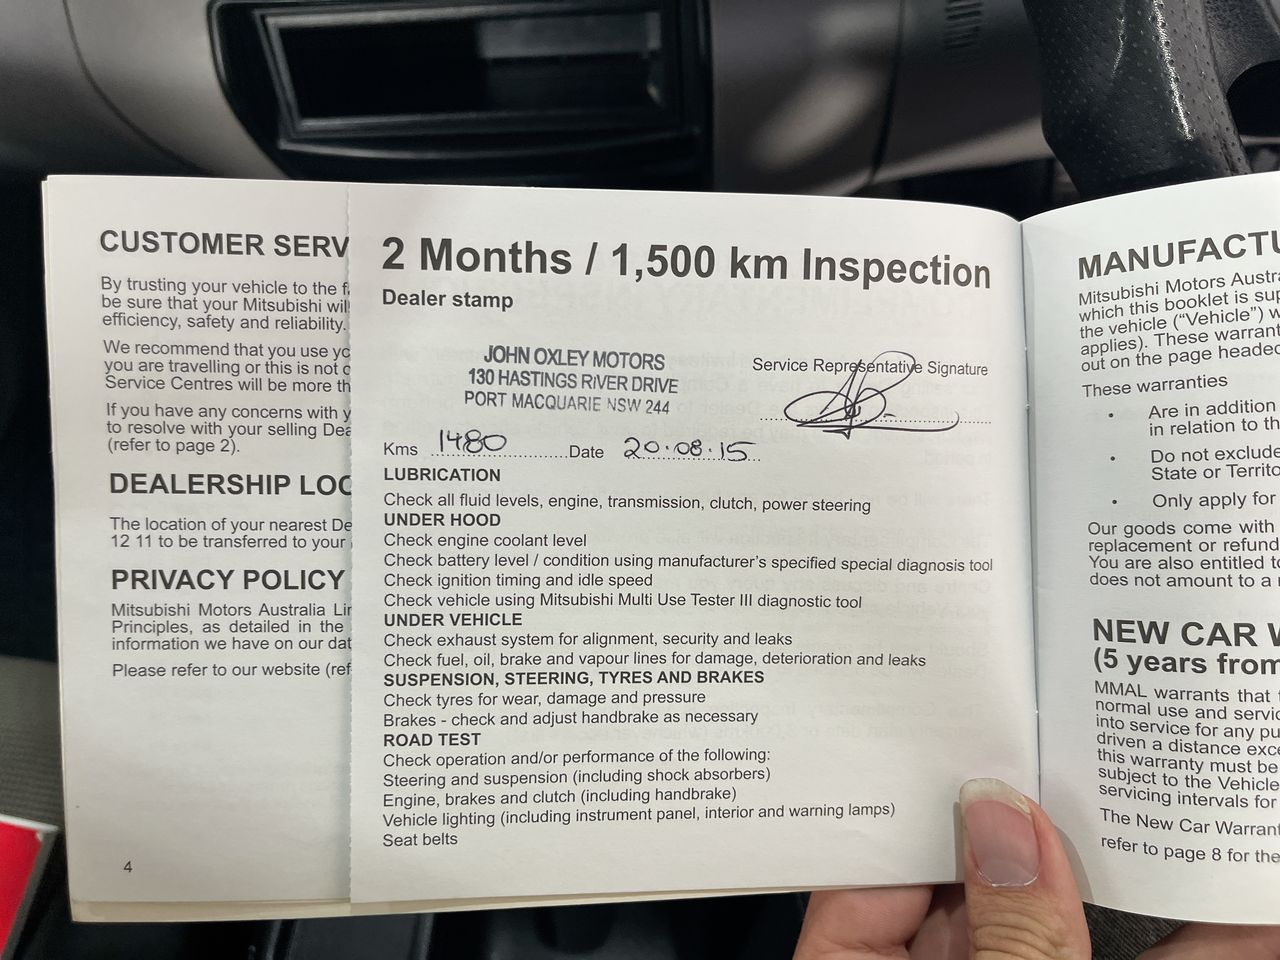 CUSTOMER SERV
By trusting your vehicle to the f
be sure that your Mitsubishi will
efficiency, safety and reliability.
We recommend that you use yo
you are travelling or this is not c
Service Centres will be more th
If you have any concerns with y
to resolve with your selling Dea
(refer to page 2).
DEALERSHIP LOC
The location of your nearest De
12 11 to be transferred to your
PRIVACY POLICY
Mitsubishi Motors Australia Lir
Principles, as detailed in the
information we have on our dat
Please refer to our website (ref
4
2 Months / 1,500 km Inspection
Dealer stamp
JOHN OXLEY MOTORS
130 HASTINGS RIVER DRIVE
PORT MACQUARIE NSW 244
Service Representative Signature
Kms 1480 Date 20.08.15
LUBRICATION
Check all fluid levels, engine, transmission, clutch, power steering
UNDER HOOD
Check engine coolant level
Check battery level / condition using manufacturer's specified special diagnosis tool
Check ignition timing and idle speed
Check vehicle using Mitsubishi Multi Use Tester III diagnostic tool
UNDER VEHICLE
Check exhaust system for alignment, security and leaks
Check fuel, oil, brake and vapour lines for damage, deterioration and leaks
SUSPENSION, STEERING, TYRES AND BRAKES
Check tyres for wear, damage and pressure
Brakes - check and adjust handbrake as necessary
ROAD TEST
Check operation and/or performance of the following:
Steering and suspension (including shock absorbers)
Engine, brakes and clutch (including handbrake)
Vehicle lighting (including instrument panel, interior and warning lamps)
Seat belts
MANUFACTU
Mitsubishi Motors Austra
which this booklet is sup
the vehicle ("Vehicle") w
applies). These warrant
out on the page headed
These warranties
• Are in addition
in relation to th
• Do not exclude
State or Territo
• Only apply for
Our goods come with
replacement or refund
You are also entitled to
does not amount to a
NEW CAR W
(5 years from
MMAL warrants that
normal use and servic
into service for any pu
driven a distance exce
this warranty must be
subject to the Vehicle
servicing intervals for
The New Car Warrant
refer to page 8 for the